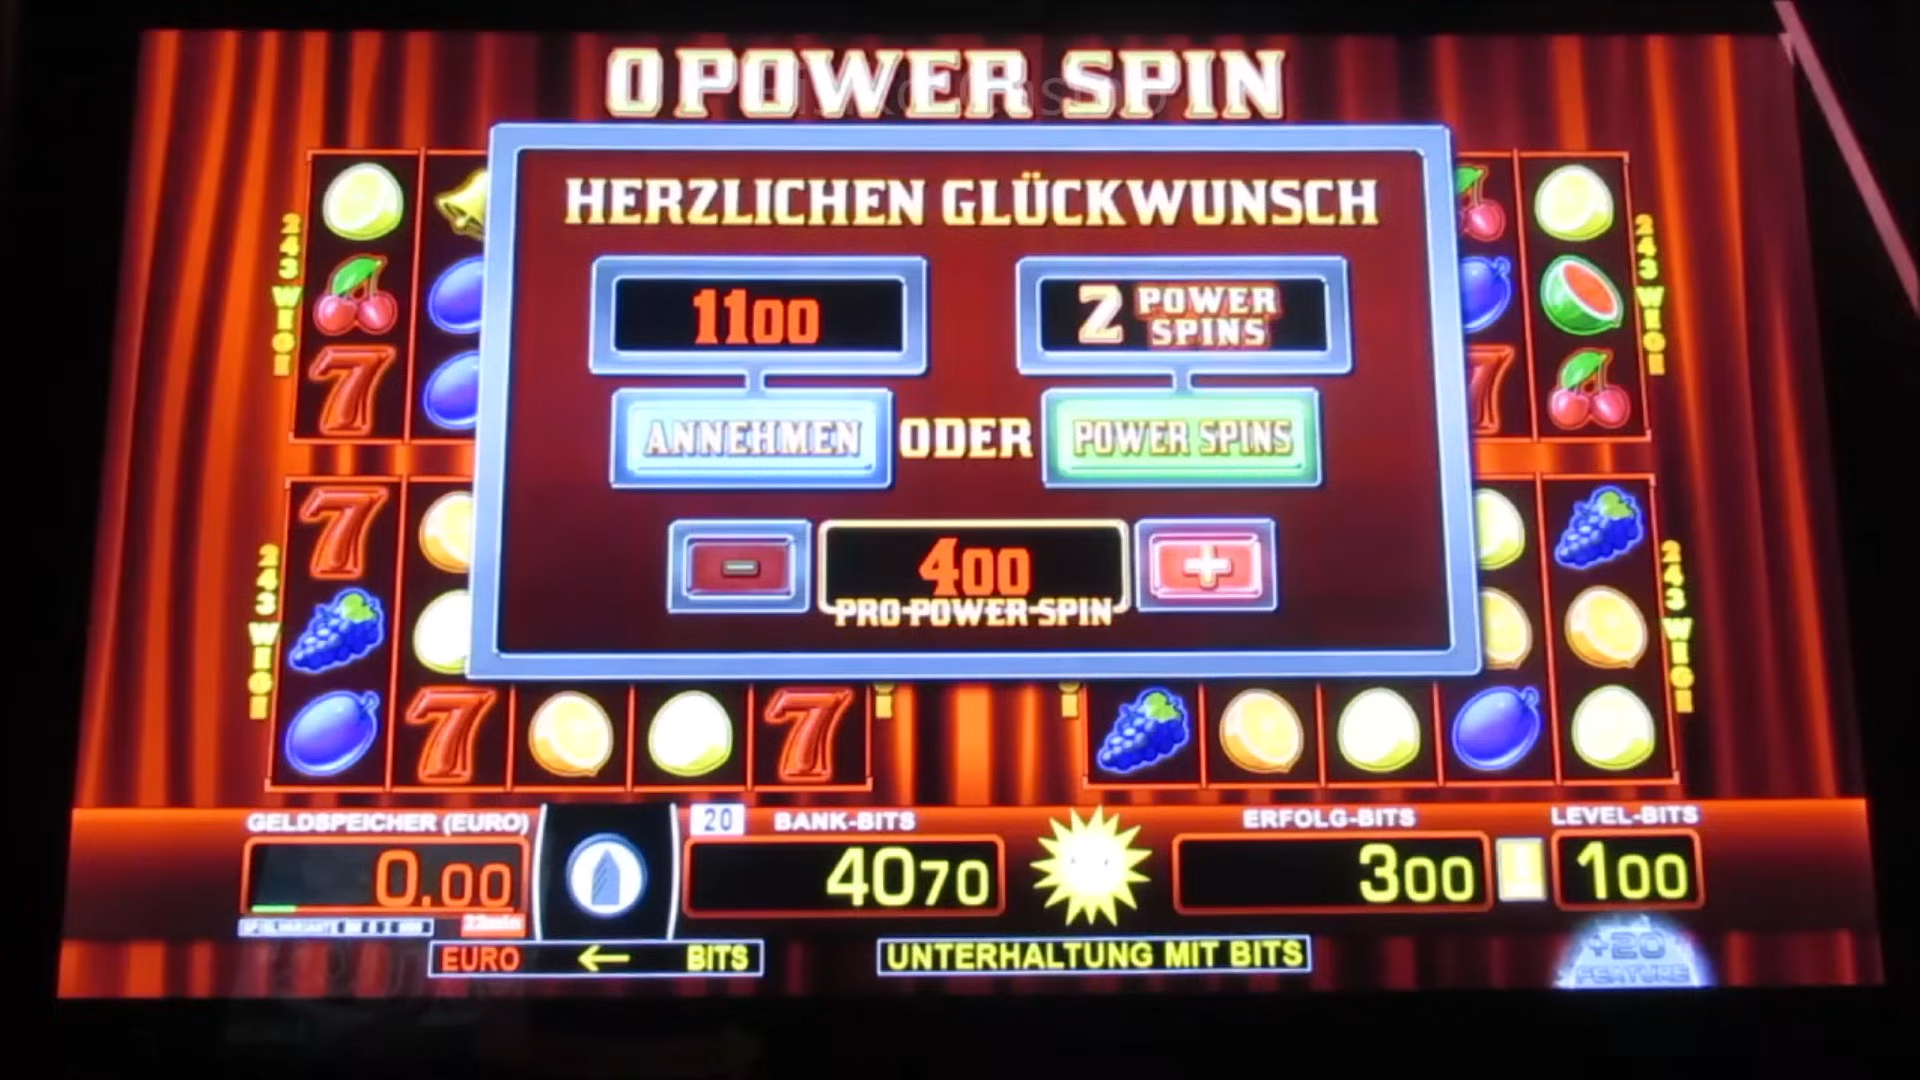 0 POWER SPIN
HERZLICHEN GLÜCKWUNSCH
1100
2 POWER SPINS
ANNEHMEN ODER POWER SPINS
-
400
+
PRO POWER SPIN
243 WEGE
243 WEGE
243 WEGE
243 WEGE
GELDSPEICHER (EURO)
20
BANK-BITS
ERFOLG-BITS
LEVEL-BITS
0.00
4070
300
100
EURO ← BITS
UNTERHALTUNG MIT BITS
+20
FEATURE